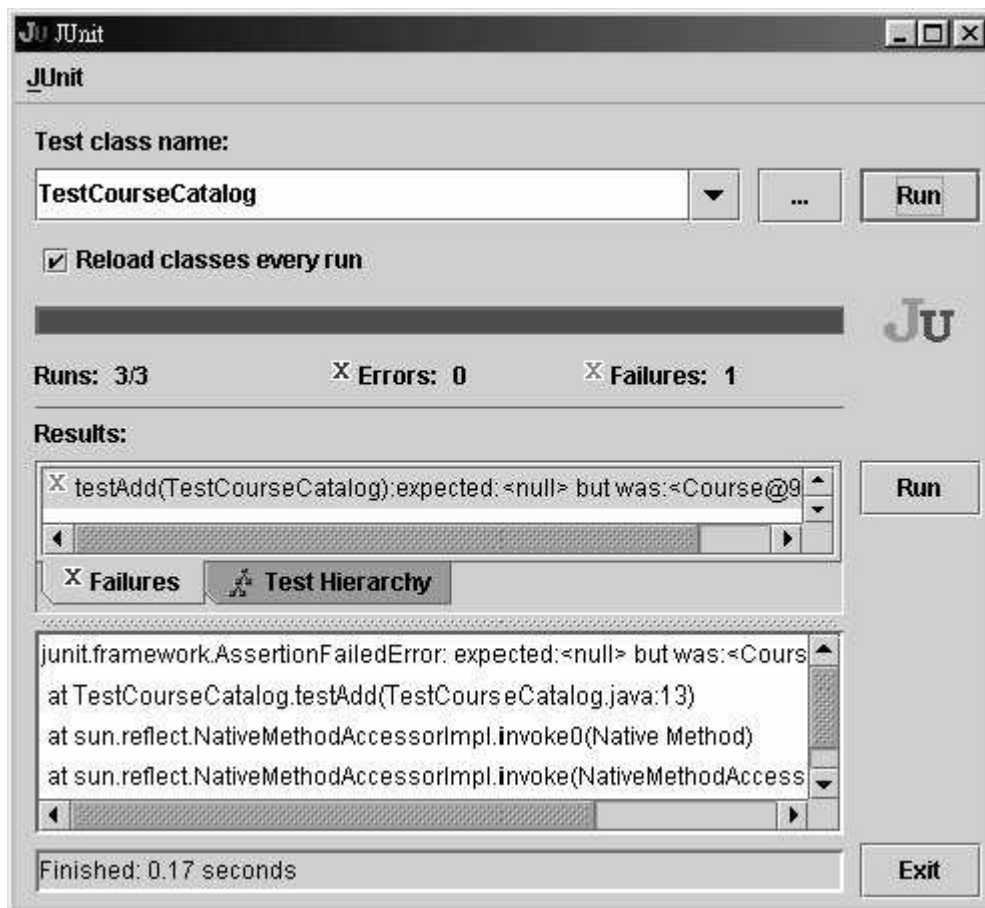 JU JUnit
JUnit
Test class name:
TestCourseCatalog
...
Run
Reload classes every run
JU
Runs: 3/3
X Errors: 0
X Failures: 1
Results:
X testAdd(TestCourseCatalog):expected:<null> but was:<Course@9
Run
X Failures
Test Hierarchy
junit.framework.AssertionFailedError: expected:<null> but was:<Cours
at TestCourseCatalog.testAdd(TestCourseCatalog.java:13)
at sun.reflect.NativeMethodAccessorImpl.invoke0(Native Method)
at sun.reflect.NativeMethodAccessorImpl.invoke(NativeMethodAccess
Finished: 0.17 seconds
Exit